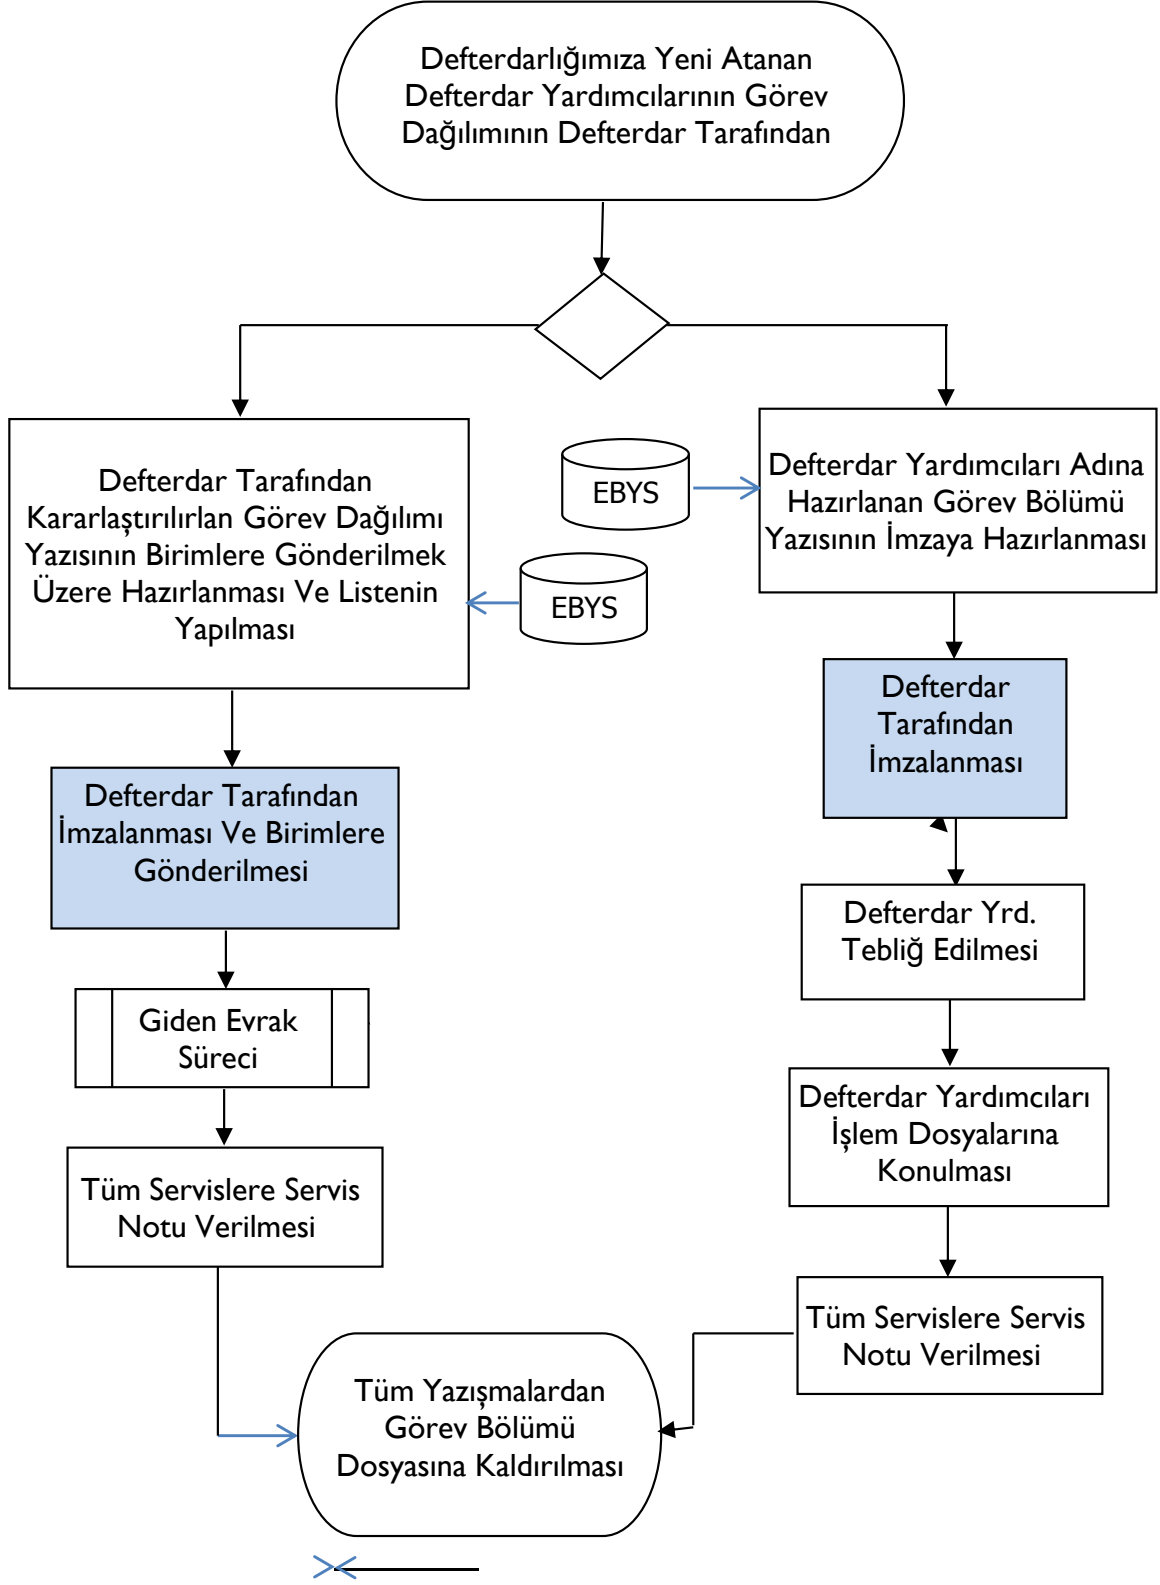 Defterdarlığımıza Yeni Atanan
Defterdar Yardımcılarının Görev
Dağılımının Defterdar Tarafından
Defterdar Tarafından
Kararlaştırılırlan Görev Dağılımı
Yazısının Birimlere Gönderilmek
Üzere Hazırlanması Ve Listenin
Yapılması
EBYS
EBYS
Defterdar Yardımcıları Adına
Hazırlanan Görev Bölümü
Yazısının İmzaya Hazırlanması
Defterdar Tarafından
İmzalanması Ve Birimlere
Gönderilmesi
Defterdar
Tarafından
İmzalanması
Giden Evrak
Süreci
Defterdar Yrd.
Tebliğ Edilmesi
Tüm Servislere Servis
Notu Verilmesi
Defterdar Yardımcıları
İşlem Dosyalarına
Konulması
Tüm Servislere Servis
Notu Verilmesi
Tüm Yazışmalardan
Görev Bölümü
Dosyasına Kaldırılması